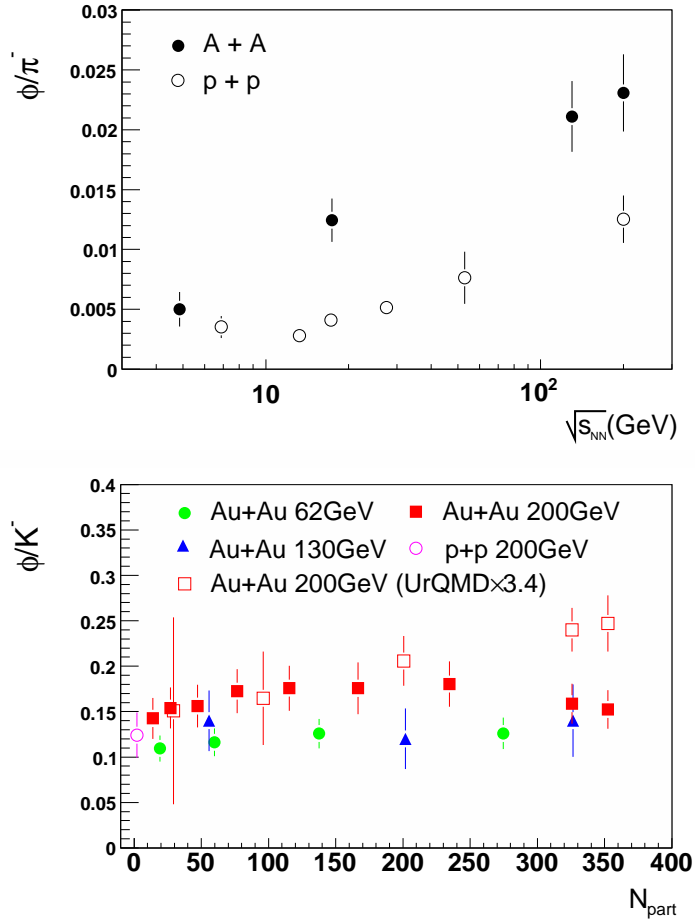 0.03
A + A
p + p
0.025
0.02
0.015
0.01
0.005
0
ϕ/π⁻
10
10²
√s_NN (GeV)
0.4
Au+Au 62GeV
Au+Au 200GeV
0.35
Au+Au 130GeV
p+p 200GeV
0.3
Au+Au 200GeV (UrQMD×3.4)
0.25
0.2
0.15
0.1
0.05
0
ϕ/K⁻
0 50 100 150 200 250 300 350 400
N_part